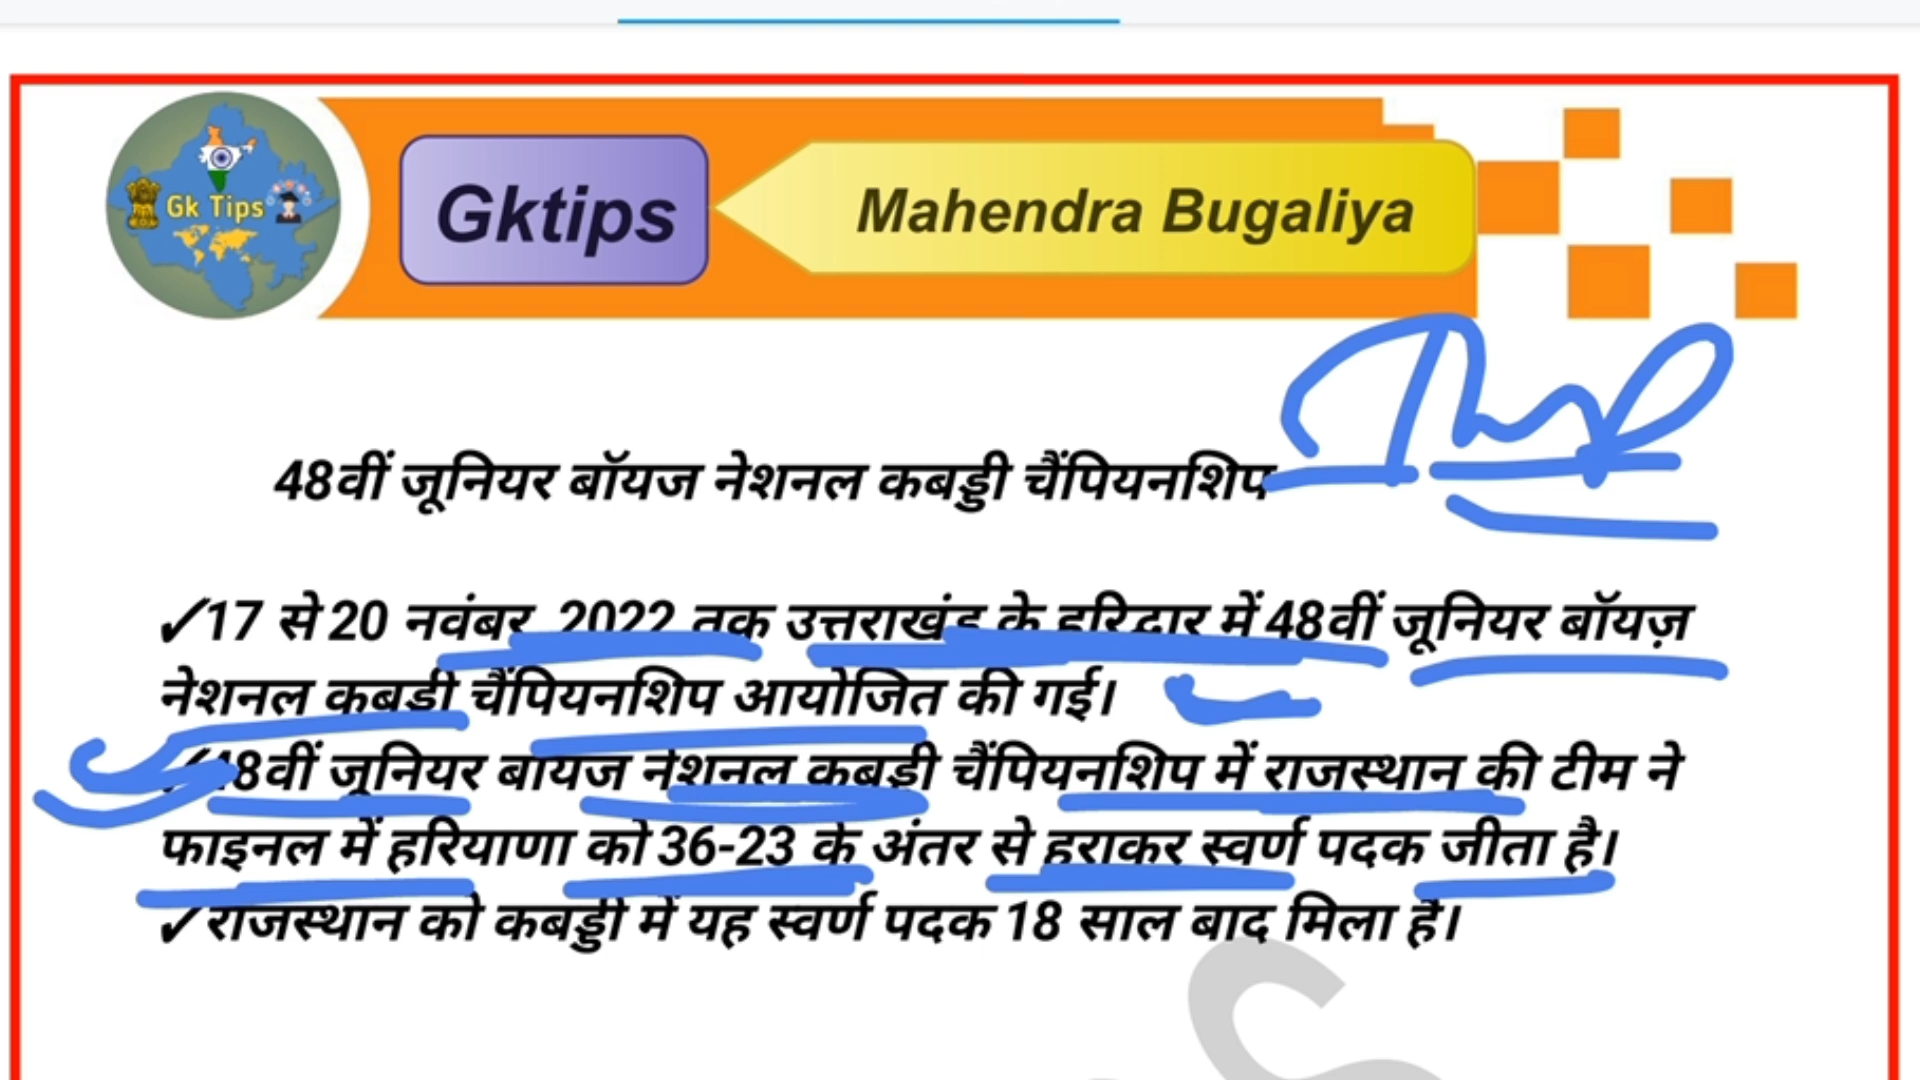 Gk Tips
Gktips
Mahendra Bugaliya
48वीं जूनियर बॉयज नेशनल कबड्डी चैंपियनशिप
✓17 से 20 नवंबर, 2022 तक उत्तराखंड के हरिद्वार में 48वीं जूनियर बॉयज़
नेशनल कबड्डी चैंपियनशिप आयोजित की गई।
✓48वीं जूनियर बॉयज नेशनल कबड्डी चैंपियनशिप में राजस्थान की टीम ने
फाइनल में हरियाणा को 36-23 के अंतर से हराकर स्वर्ण पदक जीता है।
✓राजस्थान को कबड्डी में यह स्वर्ण पदक 18 साल बाद मिला है।